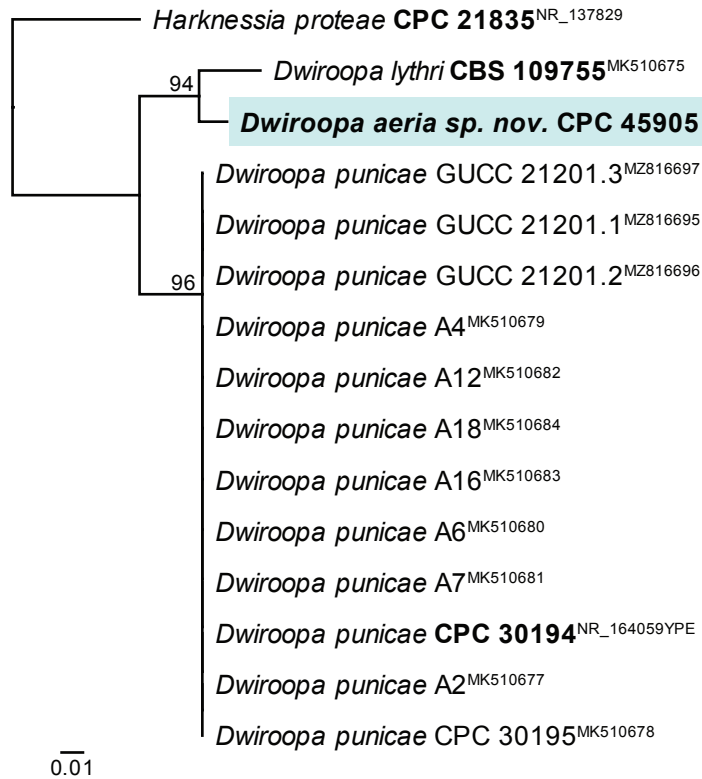 Harknessia proteae CPC 21835NR_137829
Dwiroopa lythri CBS 109755MK510675
94
Dwiroopa aeria sp. nov. CPC 45905
Dwiroopa punicae GUCC 21201.3MZ816697
Dwiroopa punicae GUCC 21201.1MZ816695
Dwiroopa punicae GUCC 21201.2MZ816696
96
Dwiroopa punicae A4MK510679
Dwiroopa punicae A12MK510682
Dwiroopa punicae A18MK510684
Dwiroopa punicae A16MK510683
Dwiroopa punicae A6MK510680
Dwiroopa punicae A7MK510681
Dwiroopa punicae CPC 30194NR_164059YPE
Dwiroopa punicae A2MK510677
Dwiroopa punicae CPC 30195MK510678
0.01